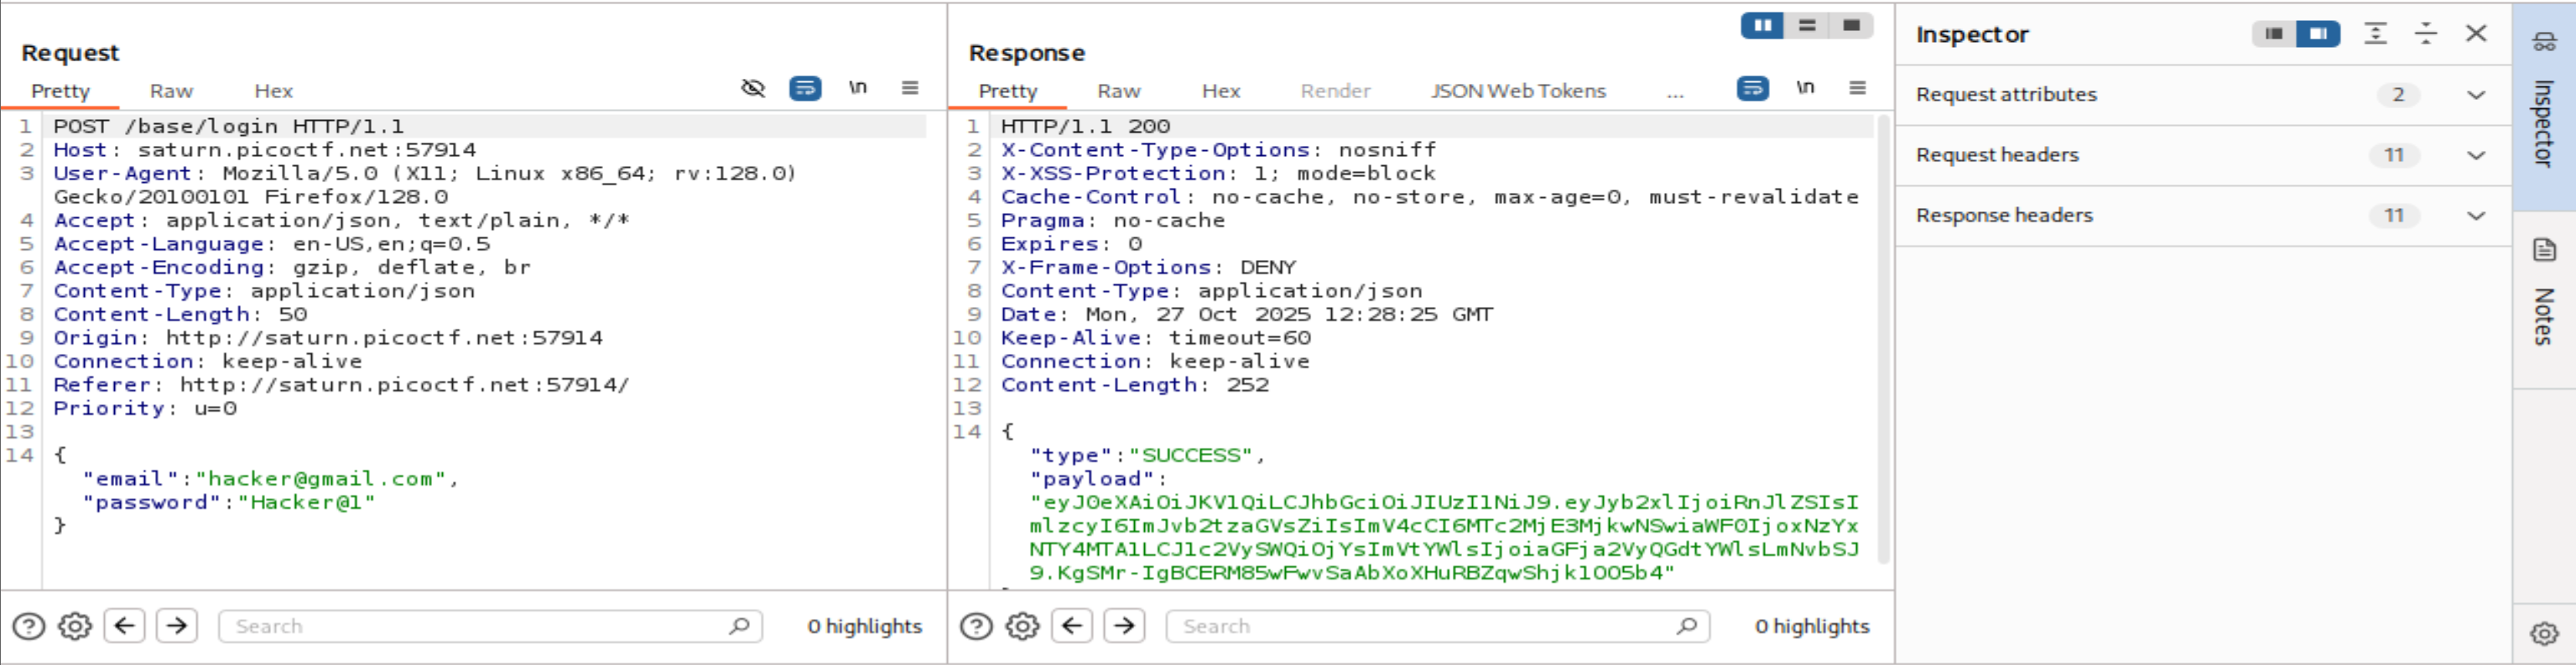 Request
Pretty Raw Hex \n
1 POST /base/login HTTP/1.1
2 Host: saturn.picoctf.net:57914
3 User-Agent: Mozilla/5.0 (X11; Linux x86_64; rv:128.0)
Gecko/20100101 Firefox/128.0
4 Accept: application/json, text/plain, */*
5 Accept-Language: en-US,en;q=0.5
6 Accept-Encoding: gzip, deflate, br
7 Content-Type: application/json
8 Content-Length: 50
9 Origin: http://saturn.picoctf.net:57914
10 Connection: keep-alive
11 Referer: http://saturn.picoctf.net:57914/
12 Priority: u=0
13
14 {
"email":"hacker@gmail.com",
"password":"Hacker@1"
}
Search
0 highlights
Response
Pretty Raw Hex Render JSON Web Tokens ... \n
1 HTTP/1.1 200
2 X-Content-Type-Options: nosniff
3 X-XSS-Protection: 1; mode=block
4 Cache-Control: no-cache, no-store, max-age=0, must-revalidate
5 Pragma: no-cache
6 Expires: 0
7 X-Frame-Options: DENY
8 Content-Type: application/json
9 Date: Mon, 27 Oct 2025 12:28:25 GMT
10 Keep-Alive: timeout=60
11 Connection: keep-alive
12 Content-Length: 252
13
14 {
"type":"SUCCESS",
"payload":
"eyJ0eXAiOiJKV1QiLCJhbGciOiJIUzI1NiJ9.eyJyb2xlIjoiRnJlZSIsI
mlzcyI6ImJvb2tzaGVsZiIsImV4cCI6MTc2MjE3MjkwNSwiaWF0IjoxNzYx
NTY4MTA1LCJ1c2VySWQiOjYsImVtYWlsIjoiaGFja2VyQGdtYWlsLmNvbSJ
9.KgSMr-IgBCERM85wFwvSaAbXoXHuRBZqwShjk1OO5b4"
Search
0 highlights
Inspector
Request attributes 2
Request headers 11
Response headers 11
Inspector
Notes